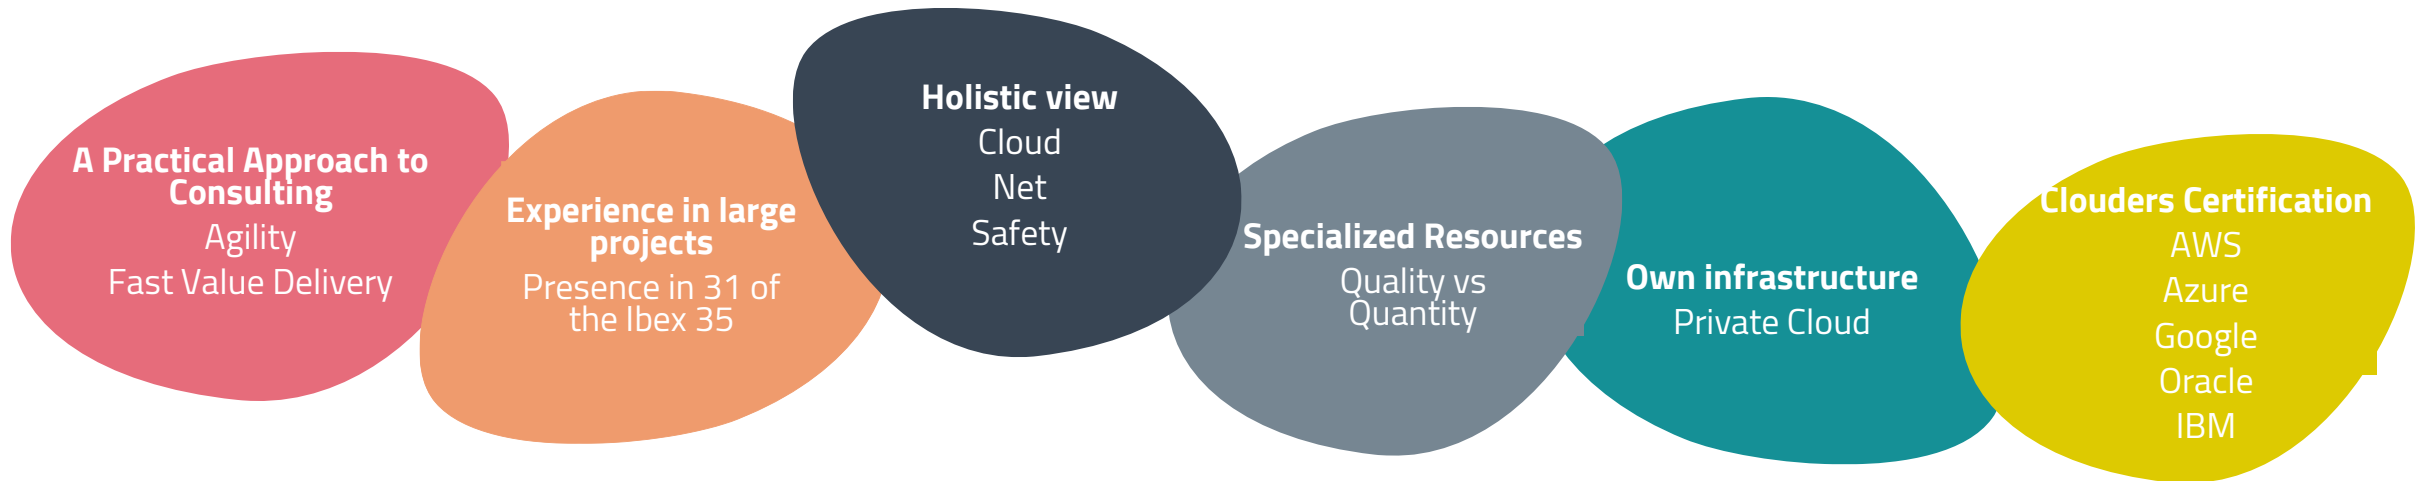 A Practical Approach to
Consulting
Agility
Fast Value Delivery
Experience in large
projects
Presence in 31 of
the Ibex 35
Holistic view
Cloud
Net
Safety
Specialized Resources
Quality vs
Quantity
Own infrastructure
Private Cloud
Clouders Certification
AWS
Azure
Google
Oracle
IBM